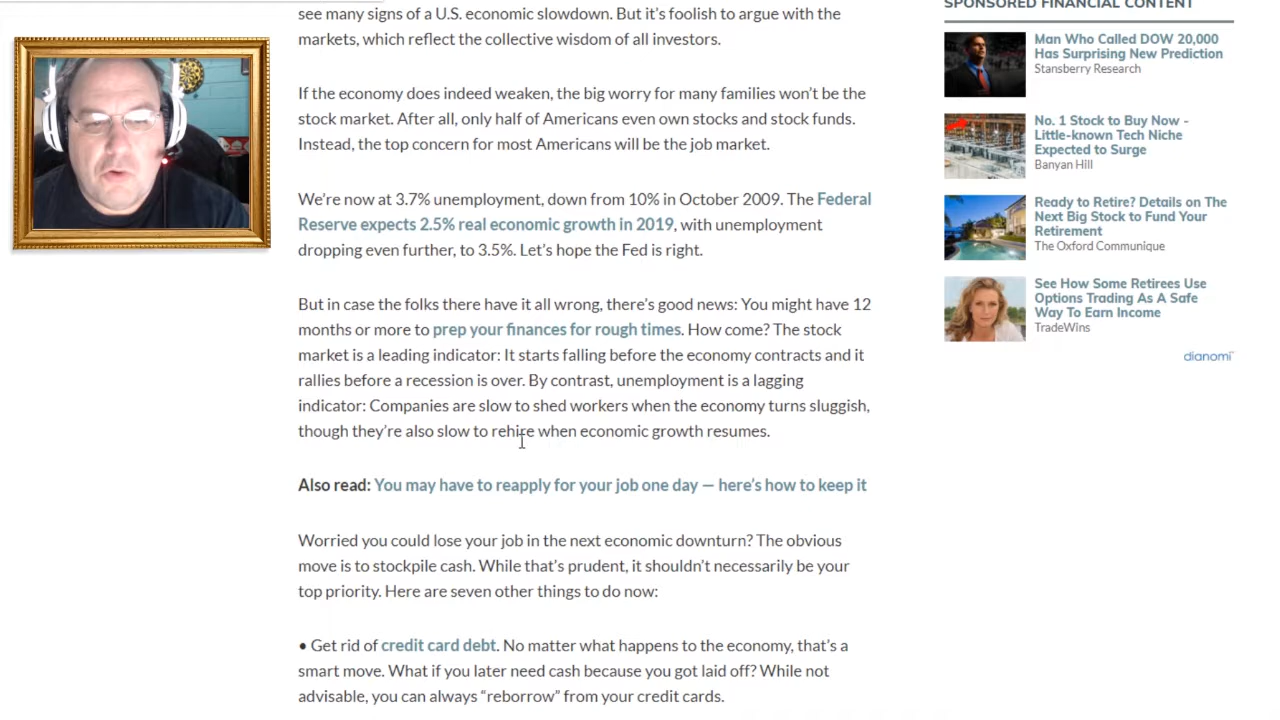 see many signs of a U.S. economic slowdown. But it's foolish to argue with the
markets, which reflect the collective wisdom of all investors.
If the economy does indeed weaken, the big worry for many families won't be the
stock market. After all, only half of Americans even own stocks and stock funds.
Instead, the top concern for most Americans will be the job market.
We're now at 3.7% unemployment, down from 10% in October 2009. The Federal
Reserve expects 2.5% real economic growth in 2019, with unemployment
dropping even further, to 3.5%. Let's hope the Fed is right.
But in case the folks there have it all wrong, there's good news: You might have 12
months or more to prep your finances for rough times. How come? The stock
market is a leading indicator: It starts falling before the economy contracts and it
rallies before a recession is over. By contrast, unemployment is a lagging
indicator: Companies are slow to shed workers when the economy turns sluggish,
though they're also slow to rehire when economic growth resumes.
Also read: You may have to reapply for your job one day — here's how to keep it
Worried you could lose your job in the next economic downturn? The obvious
move is to stockpile cash. While that's prudent, it shouldn't necessarily be your
top priority. Here are seven other things to do now:
• Get rid of credit card debt. No matter what happens to the economy, that's a
smart move. What if you later need cash because you got laid off? While not
advisable, you can always “reborrow” from your credit cards.
SPONSORED FINANCIAL CONTENT
Man Who Called DOW 20,000
Has Surprising New Prediction
Stansberry Research
No. 1 Stock to Buy Now -
Little-known Tech Niche
Expected to Surge
Banyan Hill
Ready to Retire? Details on The
Next Big Stock to Fund Your
Retirement
The Oxford Communique
See How Some Retirees Use
Options Trading As A Safe
Way To Earn Income
TradeWins
dianomi